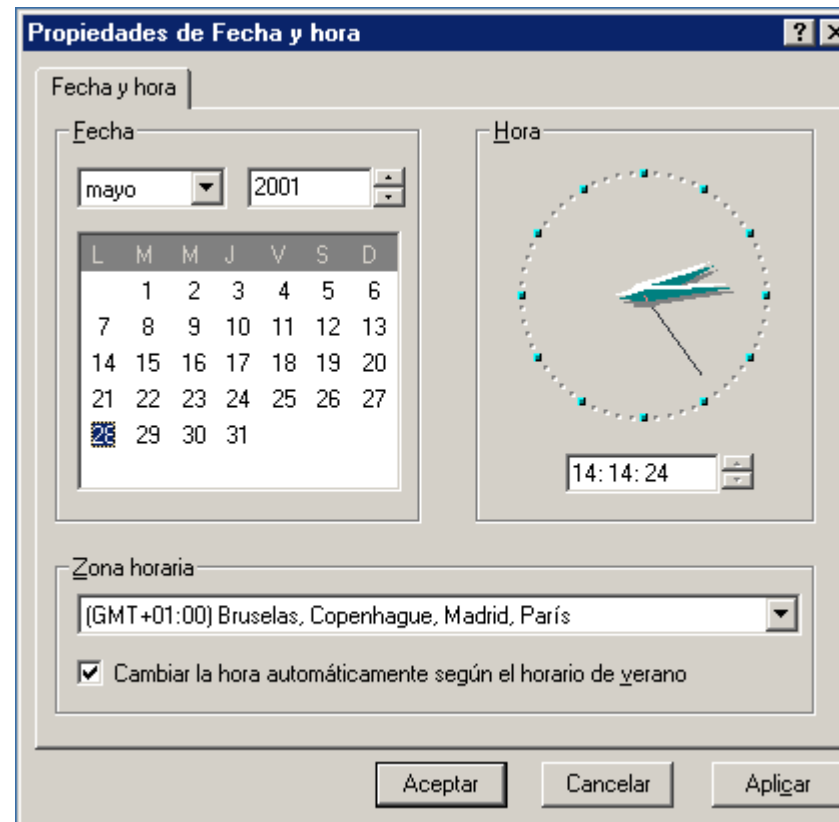 Propiedades de Fecha y hora
Fecha y hora
Fecha
mayo 2001
L M M J V S D
1 2 3 4 5 6
7 8 9 10 11 12 13
14 15 16 17 18 19 20
21 22 23 24 25 26 27
28 29 30 31
Hora
14:14:24
Zona horaria
(GMT+01:00) Bruselas, Copenhague, Madrid, París
Cambiar la hora automáticamente según el horario de verano
Aceptar Cancelar Aplicar